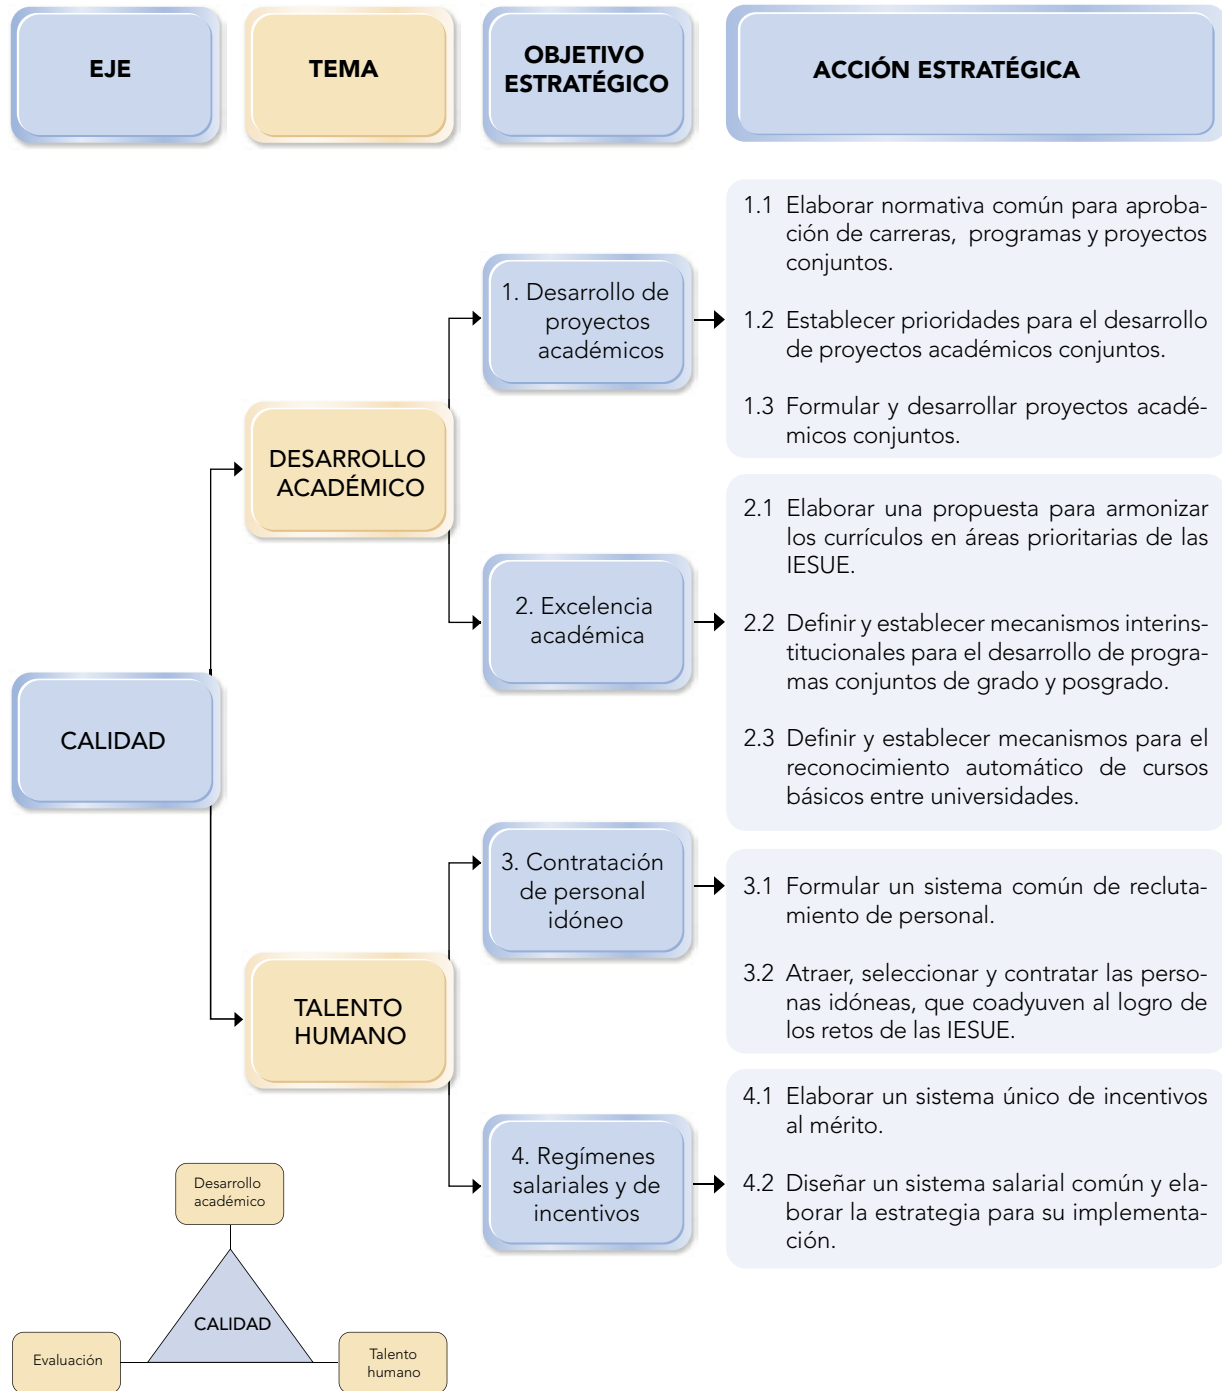 EJE
TEMA
OBJETIVO
ESTRATÉGICO
ACCIÓN ESTRATÉGICA
CALIDAD
DESARROLLO
ACADÉMICO
1. Desarrollo de
proyectos
académicos
1.1 Elaborar normativa común para aproba-
ción de carreras, programas y proyectos
conjuntos.
1.2 Establecer prioridades para el desarrollo
de proyectos académicos conjuntos.
1.3 Formular y desarrollar proyectos acadé-
micos conjuntos.
2. Excelencia
académica
2.1 Elaborar una propuesta para armonizar
los currículos en áreas prioritarias de las
IESUE.
2.2 Definir y establecer mecanismos interins-
titucionales para el desarrollo de progra-
mas conjuntos de grado y posgrado.
2.3 Definir y establecer mecanismos para el
reconocimiento automático de cursos
básicos entre universidades.
TALENTO
HUMANO
3. Contratación
de personal
idóneo
3.1 Formular un sistema común de recluta-
miento de personal.
3.2 Atraer, seleccionar y contratar las perso-
nas idóneas, que coadyuven al logro de
los retos de las IESUE.
4. Regímenes
salariales y de
incentivos
4.1 Elaborar un sistema único de incentivos
al mérito.
4.2 Diseñar un sistema salarial común y ela-
borar la estrategia para su implementa-
ción.
Desarrollo
académico
CALIDAD
Evaluación
Talento
humano